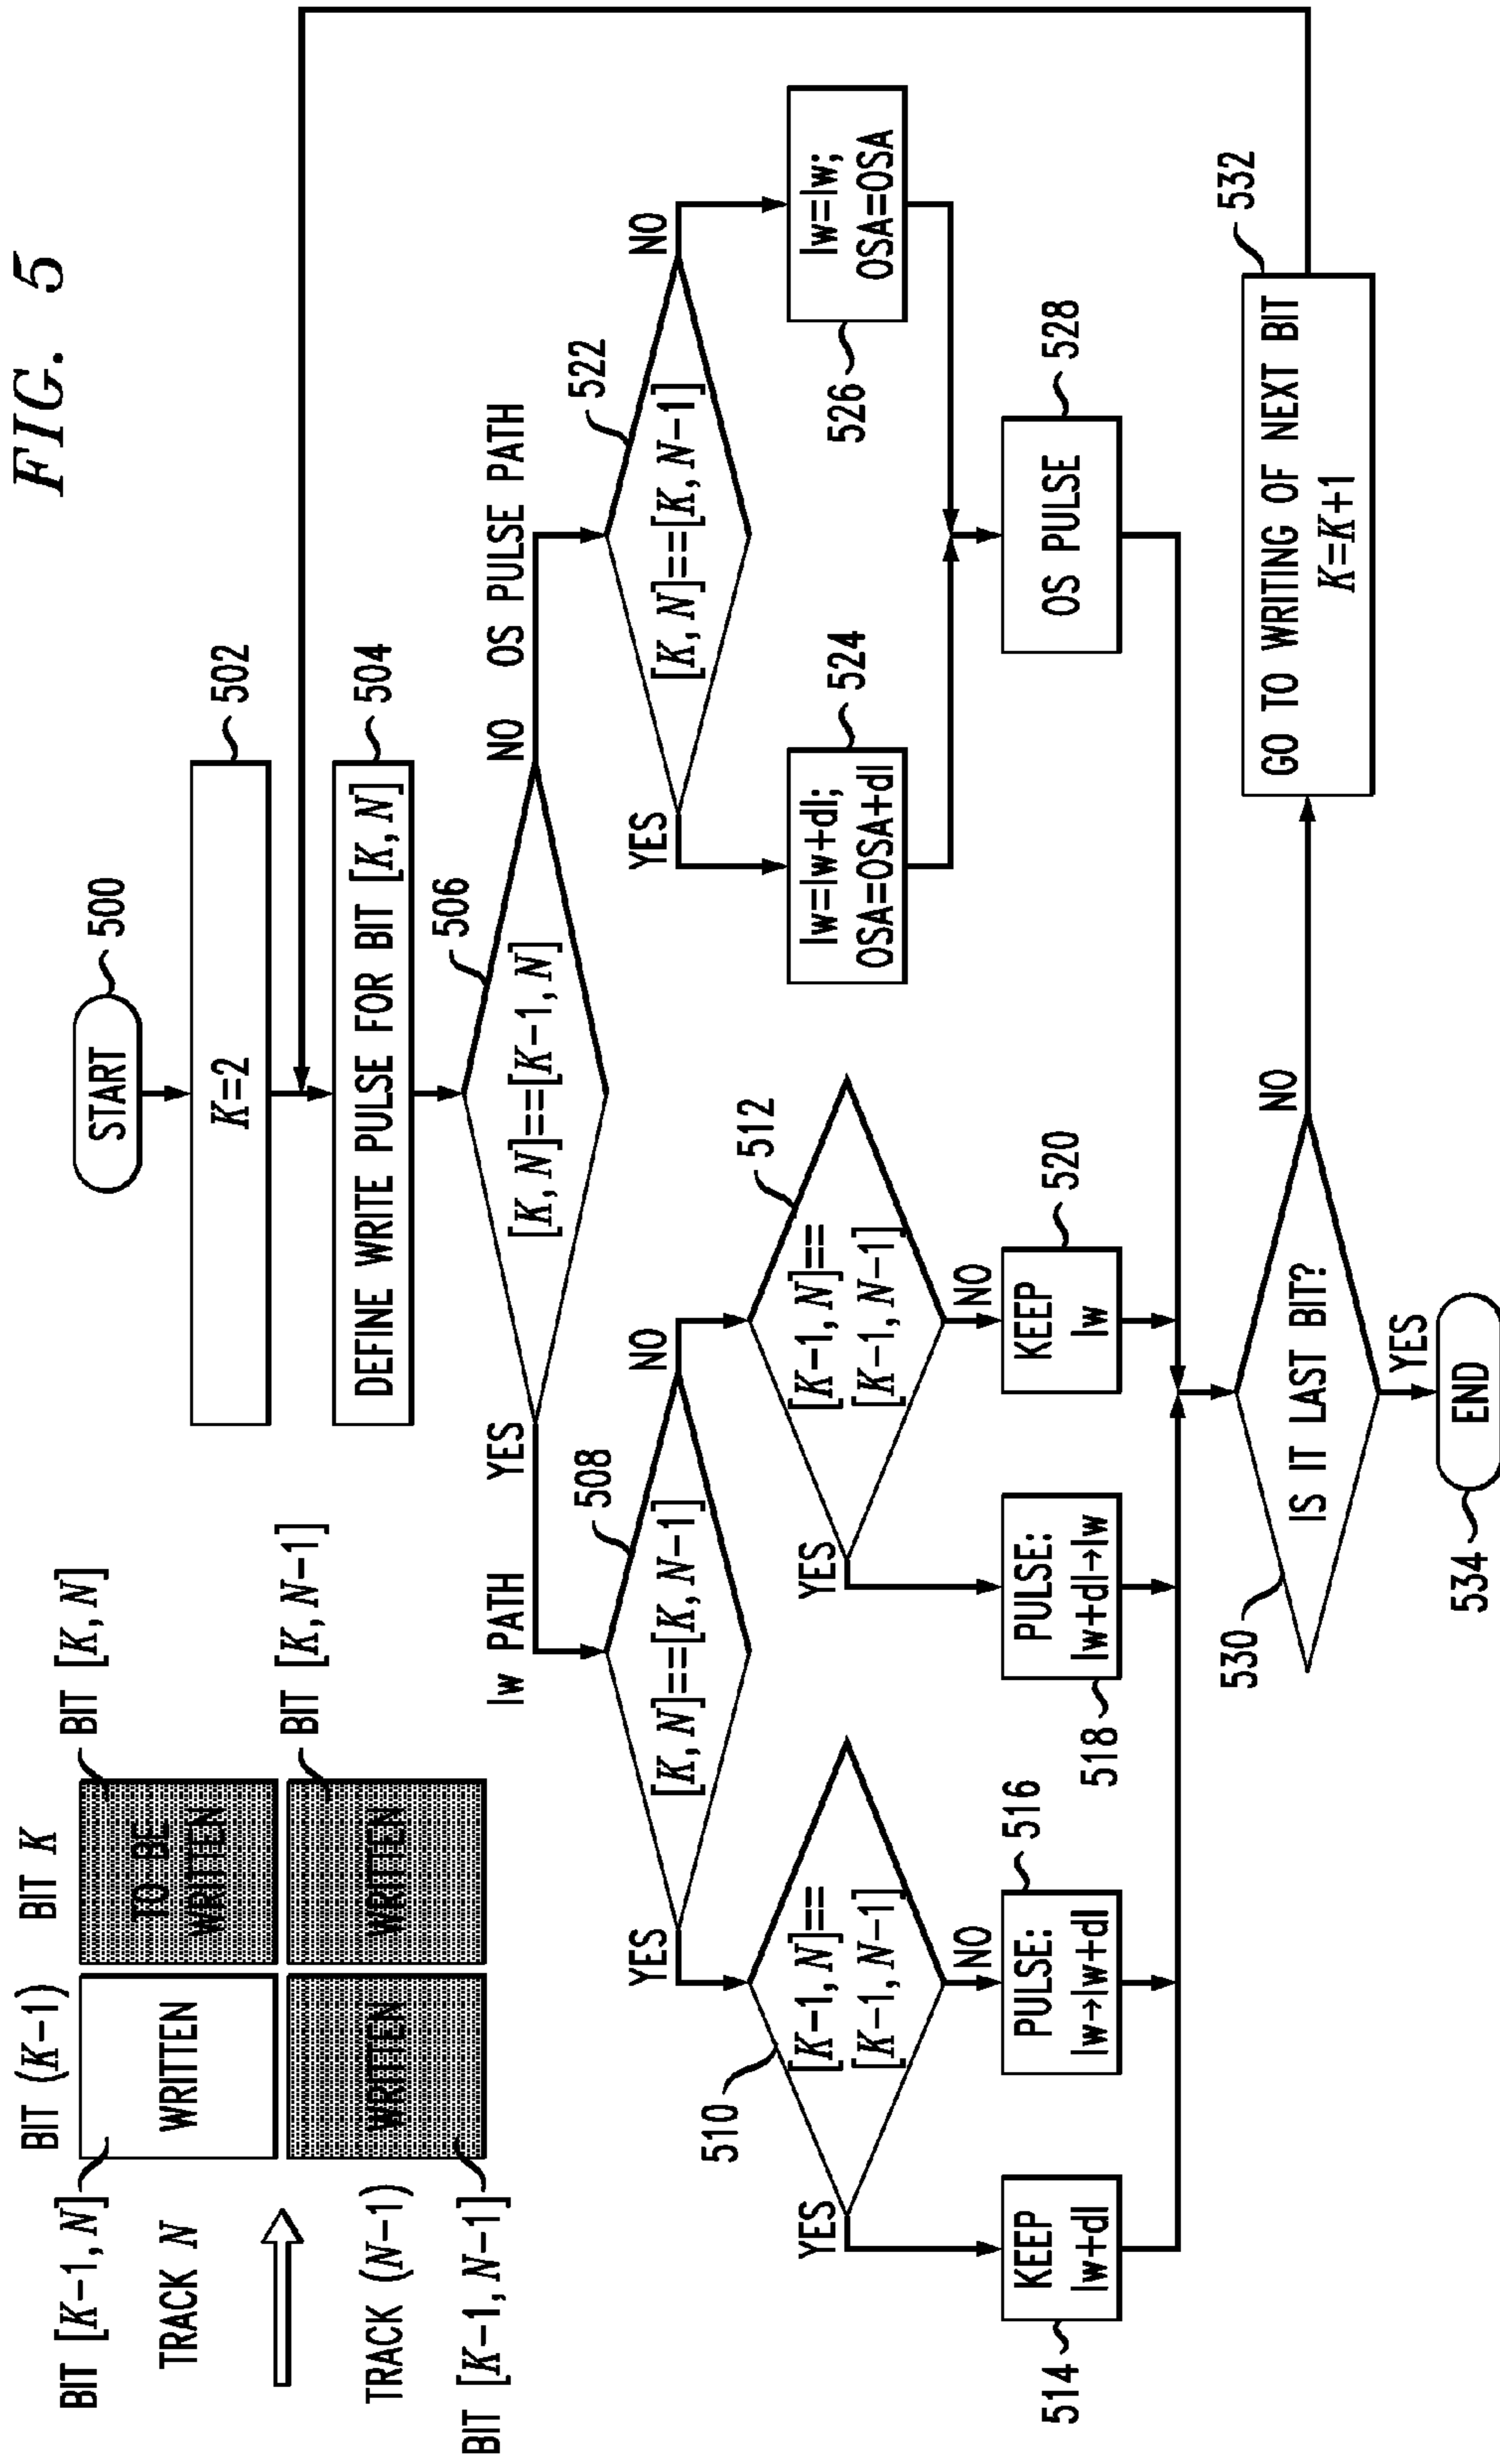 FIG. 5
BIT (K-1) BIT K
BIT [K-1,N]
BIT [K,N]
TRACK N
WRITTEN
TO BE
WRITTEN
TRACK (N-1)
WRITTEN
WRITTEN
BIT [K-1,N-1]
BIT [K,N-1]
START
500
K=2
502
DEFINE WRITE PULSE FOR BIT [K,N]
504
[K,N]==[K-1,N]
506
YES
NO
Iw PATH
OS PULSE PATH
[K,N]==[K,N-1]
508
YES
NO
[K,N]==[K,N-1]
522
YES
NO
[K-1,N]==
[K-1,N-1]
510
YES
NO
[K-1,N]==
[K-1,N-1]
512
YES
NO
Iw=Iw+dI;
OSA=OSA+dI
524
Iw=Iw;
OSA=OSA
526
KEEP
Iw+dI
514
PULSE:
Iw→Iw+dI
516
PULSE:
Iw+dI→Iw
518
KEEP
Iw
520
OS PULSE
528
IS IT LAST BIT?
530
NO
YES
GO TO WRITING OF NEXT BIT
K=K+1
532
END
534